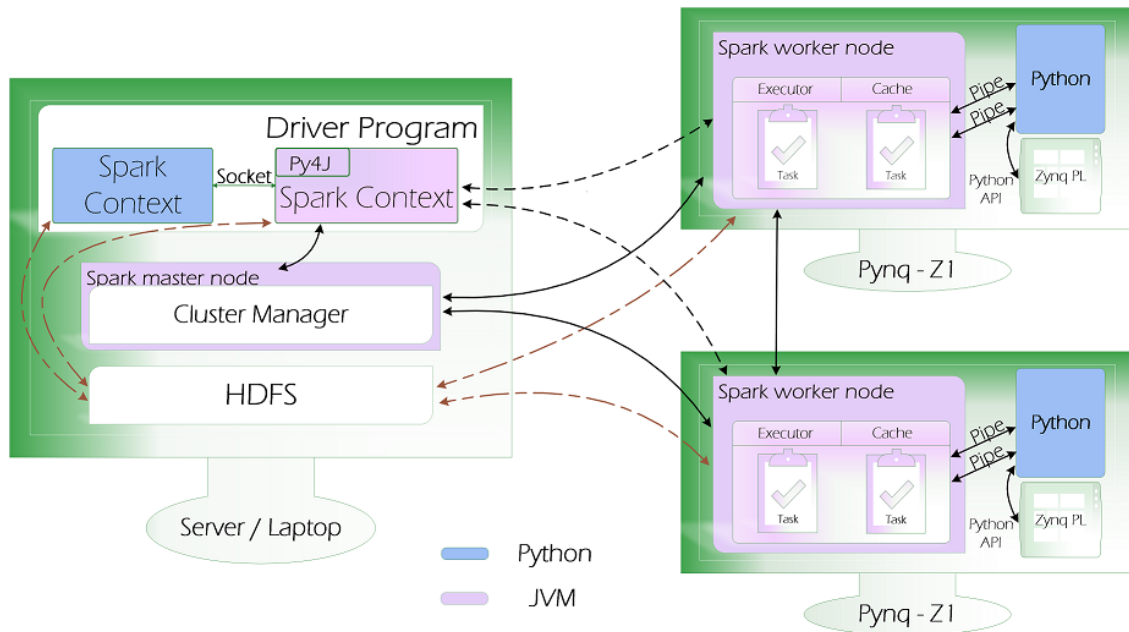 Driver Program
Spark
Context
Socket
Py4J
Spark Context
Spark master node
Cluster Manager
HDFS
Server / Laptop
Python
JVM
Spark worker node
Executor
Cache
Task
Task
Pipe
Pipe
Python
Python
API
Zynq PL
Pynq - Z1
Spark worker node
Executor
Cache
Task
Task
Pipe
Pipe
Python
Python
API
Zynq PL
Pynq - Z1